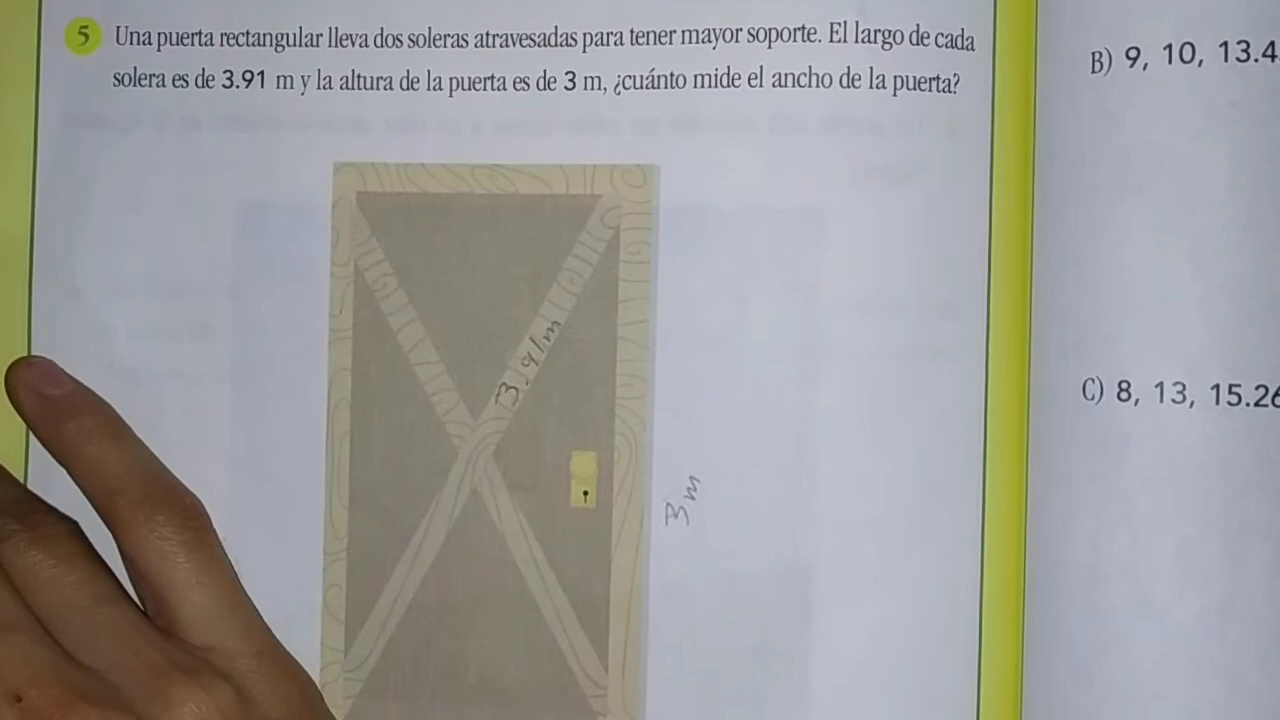 5 Una puerta rectangular lleva dos soleras atravesadas para tener mayor soporte. El largo de cada
solera es de 3.91 m y la altura de la puerta es de 3 m, ¿cuánto mide el ancho de la puerta?
3.91m
3m
B) 9, 10, 13.4
C) 8, 13, 15.26